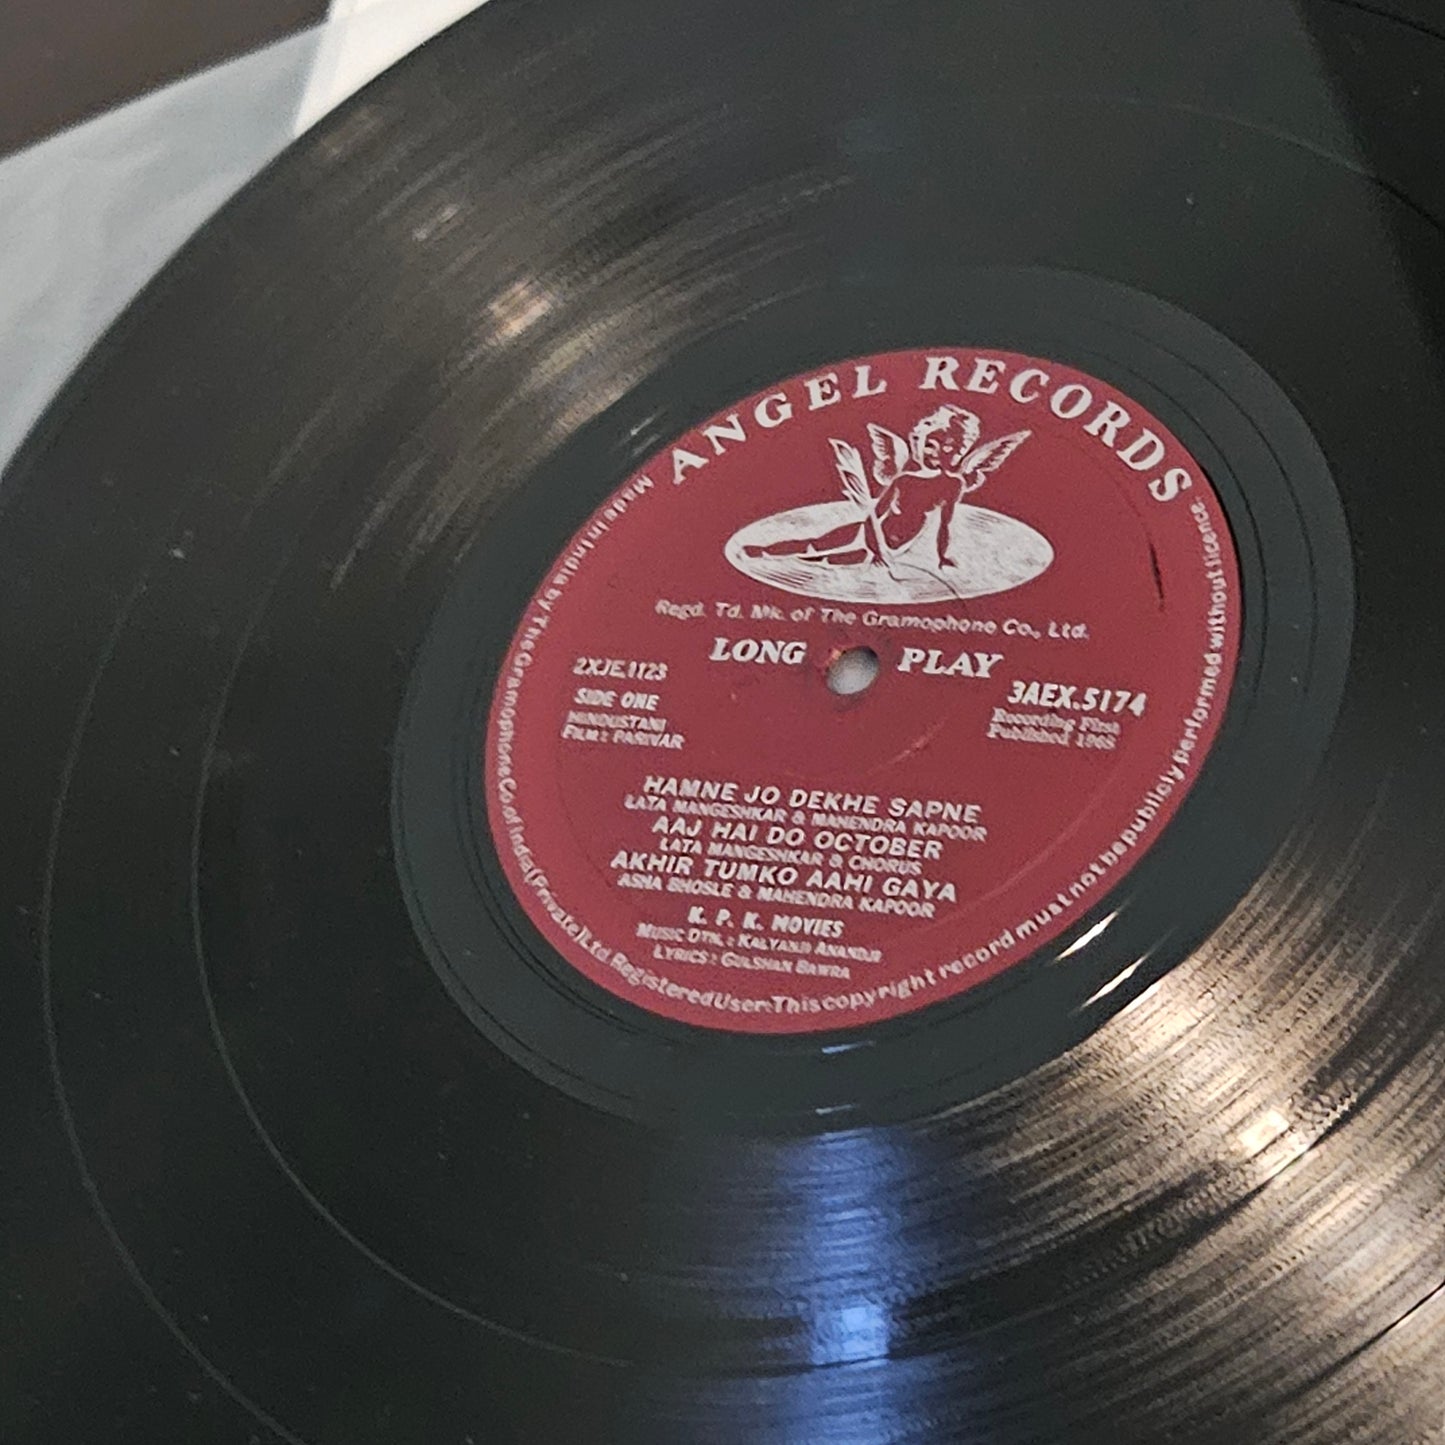 ANGEL RECORDS
Regd. Td. Mk. of The Gramophone Co., Ltd.
LONG PLAY
2XJE.1123
SIDE ONE
HINDUSTANI
FILM : PARIVAR
3AEX.5174
Recording First
Published 1968
HAMNE JO DEKHE SAPNE
LATA MANGESHKAR & MAHENDRA KAPOOR
AAJ HAI DO OCTOBER
LATA MANGESHKAR & CHORUS
AKHIR TUMKO AAHI GAYA
ASHA BHOSLE & MAHENDRA KAPOOR
K. P. K. MOVIES
MUSIC DTN. : KALYANJI ANANDJI
LYRICS : GULSHAN BAWRA
Made in India by The Gramophone Co. of India (Private) Ltd Registered User: This copyright record must not be publicly performed without licence.